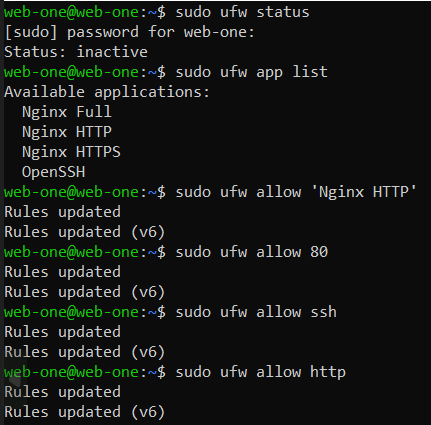 web-one@web-one:~$ sudo ufw status
[sudo] password for web-one:
Status: inactive
web-one@web-one:~$ sudo ufw app list
Available applications:
  Nginx Full
  Nginx HTTP
  Nginx HTTPS
  OpenSSH
web-one@web-one:~$ sudo ufw allow 'Nginx HTTP'
Rules updated
Rules updated (v6)
web-one@web-one:~$ sudo ufw allow 80
Rules updated
Rules updated (v6)
web-one@web-one:~$ sudo ufw allow ssh
Rules updated
Rules updated (v6)
web-one@web-one:~$ sudo ufw allow http
Rules updated
Rules updated (v6)